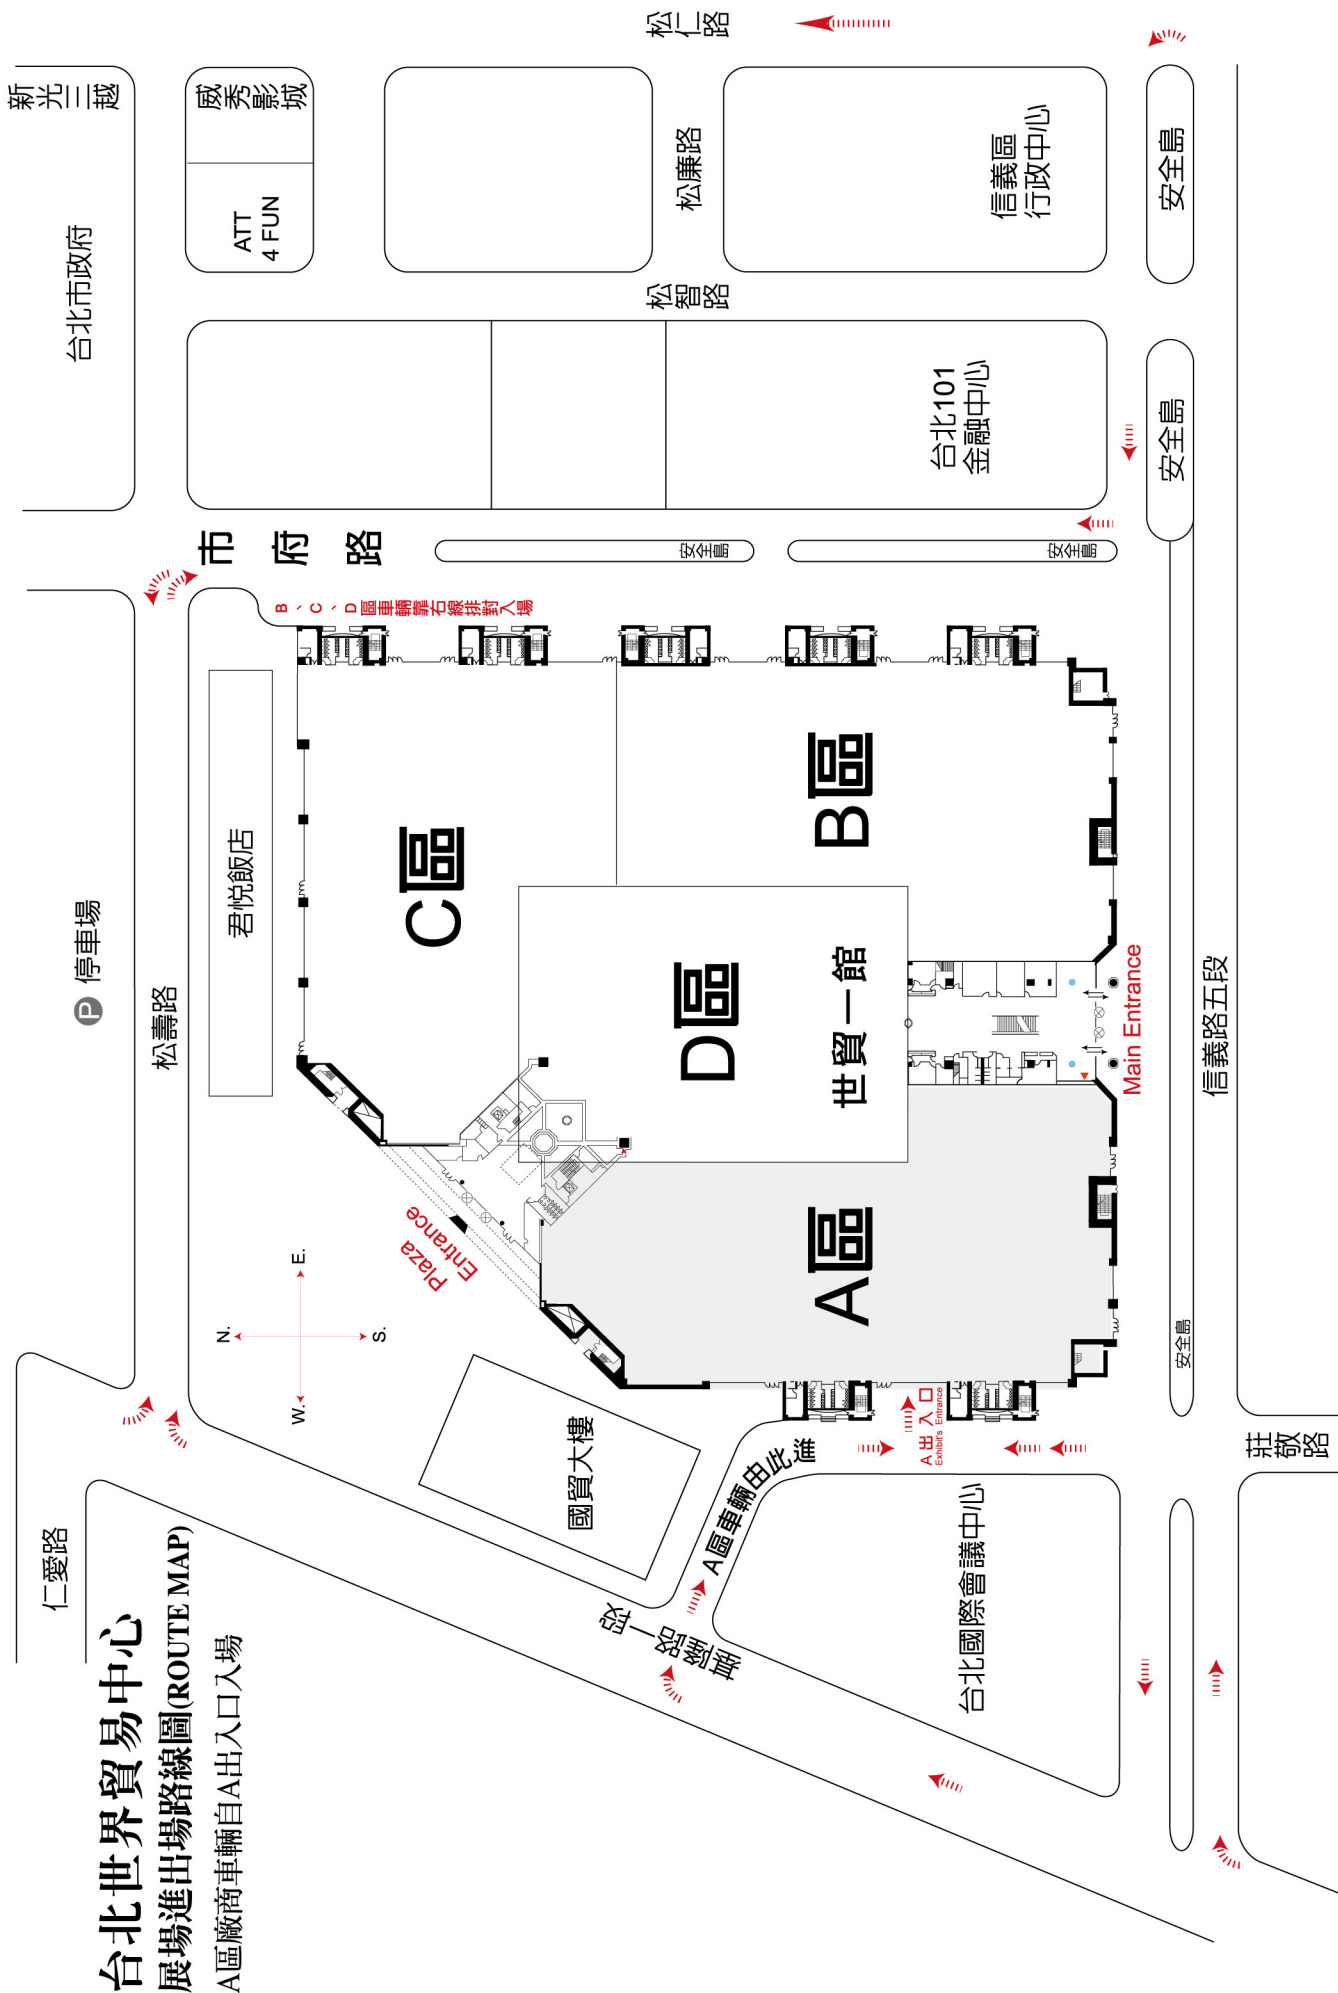 台北世界貿易中心
展場進出場路線圖(ROUTE MAP)
A區廠商車輛自A出入口入場
仁愛路
P 停車場
台北市政府
新光三越
松壽路
君悅飯店
ATT
4 FUN
威秀影城
市府路
N.
W.
E.
S.
B、C、D區車輛靠右線排對入場
Plaza
Entrance
國貿大樓
基隆路一段
A區車輛由此進
C區
D區
B區
A區
世貿一館
安全島
安全島
松智路
松廉路
松仁路
台北101
金融中心
信義區
行政中心
A出入口
Exhibit's Entrance
台北國際會議中心
Main Entrance
安全島
安全島
安全島
信義路五段
莊敬路